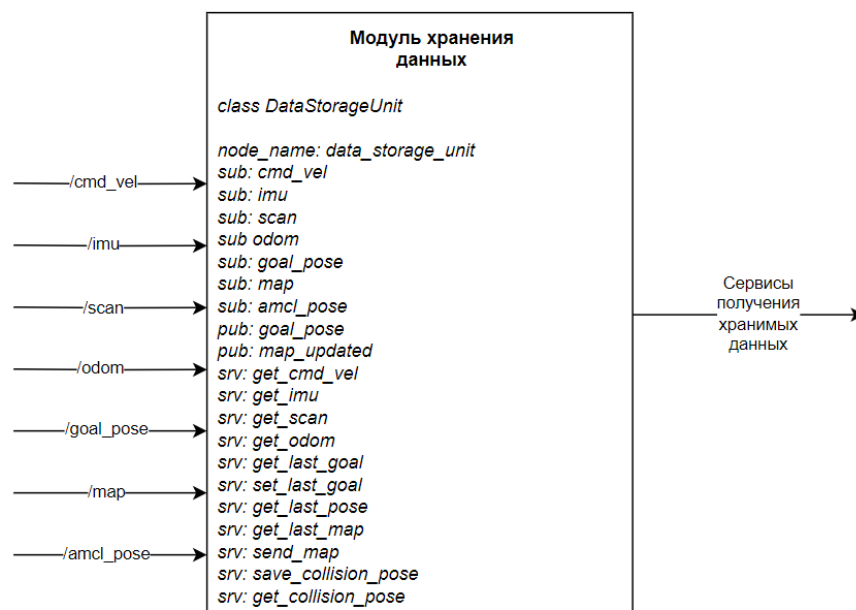 Модуль хранения
данных
class DataStorageUnit
node_name: data_storage_unit
sub: cmd_vel
sub: imu
sub: scan
sub odom
sub: goal_pose
sub: map
sub: amcl_pose
pub: goal_pose
pub: map_updated
srv: get_cmd_vel
srv: get_imu
srv: get_scan
srv: get_odom
srv: get_last_goal
srv: set_last_goal
srv: get_last_pose
srv: get_last_map
srv: send_map
srv: save_collision_pose
srv: get_collision_pose
/cmd_vel
/imu
/scan
/odom
/goal_pose
/map
/amcl_pose
Сервисы
получения
хранимых
данных